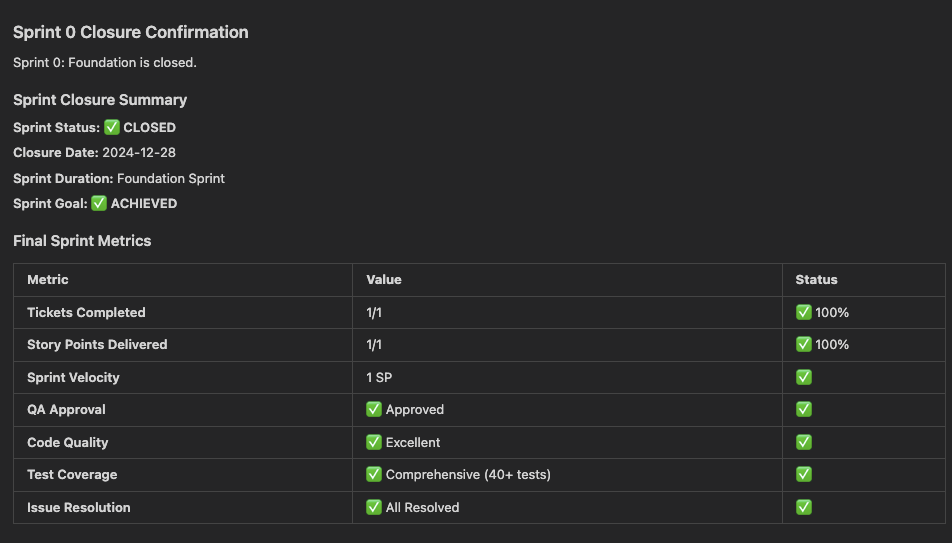 Sprint 0 Closure Confirmation
Sprint 0: Foundation is closed.
Sprint Closure Summary
Sprint Status: ✅ CLOSED
Closure Date: 2024-12-28
Sprint Duration: Foundation Sprint
Sprint Goal: ✅ ACHIEVED
Final Sprint Metrics
Metric Value Status
Tickets Completed 1/1 ✅ 100%
Story Points Delivered 1/1 ✅ 100%
Sprint Velocity 1 SP ✅
QA Approval ✅ Approved ✅
Code Quality ✅ Excellent ✅
Test Coverage ✅ Comprehensive (40+ tests) ✅
Issue Resolution ✅ All Resolved ✅